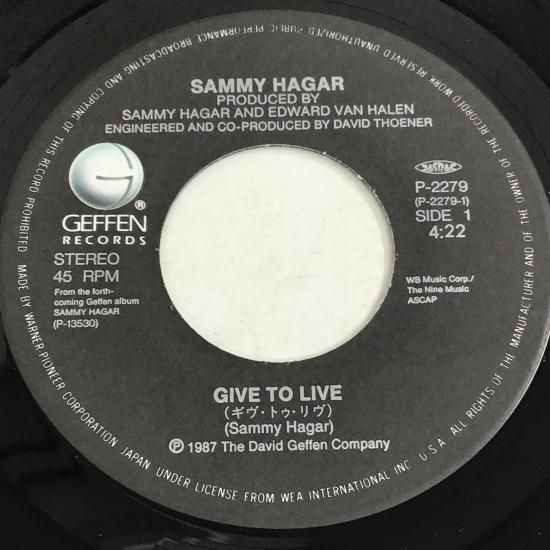 SAMMY HAGAR
PRODUCED BY
SAMMY HAGAR AND EDWARD VAN HALEN
ENGINEERED AND CO-PRODUCED BY DAVID THOENER
GEFFEN ®
RECORDS
STEREO
45 RPM
From the forth-
coming Geffen album
SAMMY HAGAR
(P-13530)
JASRAC
P-2279
(P-2279-1)
SIDE 1
4:22
WB Music Corp./
The Nine Music
ASCAP
GIVE TO LIVE
(ギヴ・トゥ・リヴ)
(Sammy Hagar)
℗ 1987 The David Geffen Company
MADE BY WARNER-PIONEER CORPORATION JAPAN UNDER LICENSE FROM WEA INTERNATIONAL INC. U.S.A. ALL RIGHTS OF THE MANUFACTURER AND OF THE OWNER OF THE RECORDED WORK RESERVED UNAUTHORIZED PUBLIC PERFORMANCE BROADCASTING AND COPYING OF THIS RECORD PROHIBITED